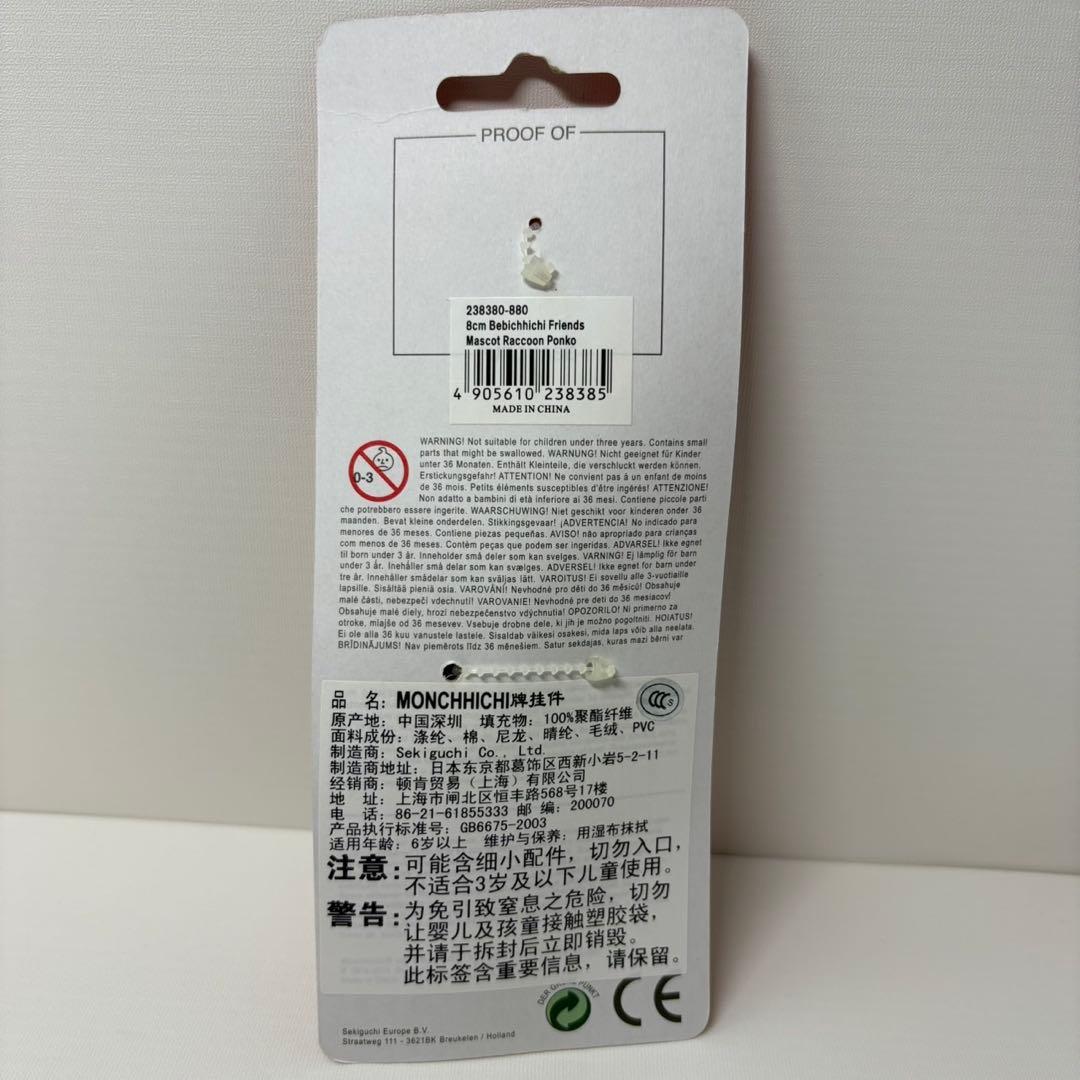 PROOF OF
238380-880
8cm Bebichhichi Friends
Mascot Raccoon Ponko
4 905610 238385
MADE IN CHINA
0-3
WARNING! Not suitable for children under three years. Contains small
parts that might be swallowed. WARNUNG! Nicht geeignet für Kinder
unter 36 Monaten. Enthält Kleinteile, die verschluckt werden können.
Erstickungsgefahr! ATTENTION! Ne convient pas à un enfant de moins
de 36 mois. Petits éléments susceptibles d'être ingérés! ATTENZIONE!
Non adatto a bambini di età inferiore ai 36 mesi. Contiene piccole parti
che potrebbero essere ingerite. WAARSCHUWING! Niet geschikt voor kinderen onder 36
maanden. Bevat kleine onderdelen. Stikkingsgevaar! ¡ADVERTENCIA! No indicado para
menores de 36 meses. Contiene piezas pequeñas. AVISO! não apropriado para crianças
com menos de 36 meses. Contém peças que podem ser ingeridas. ADVARSEL! Ikke egnet
til born under 3 år. Inneholder små deler som kan svelges. VARNING! Ej lämplig för barn
under 3 år. Inehåller små delar som kan svælges. ADVERSEL! Ikke egnet for barn under
tre år. Innehåller smådelar som kan sväljas lätt. VAROITUS! Ei sovellu alle 3-vuotiaille
lapsille. Sisältää pieniä osia. VAROVÁNÍ! Nevhodné pro děti do 36 měsíců! Obsahuje
malé části, nebezpečí vdechnutí! VAROVANIE! Nevhodné pre deti do 36 mesiacov!
Obsahuje malé diely, hrozí nebezpečenstvo vdýchnutia! OPOZORILO! Ni primerno za
otroke, mlajše od 36 mesevev. Vsebuje drobne dele, ki jih je možno pogoltniti. HOIATUS!
Ei ole alla 36 kuu vanustele lastele. Sisaldab väikesi osakesi, mida laps võib alla neelata.
BRĪDINĀJUMS! Nav piemērots līdz 36 mēnešiem. Satur sekdajas, kuras mazi bērni var
品 名: MONCHHICHI牌挂件
CCC S
原产地: 中国深圳 填充物: 100%聚酯纤维
面料成份: 涤纶、棉、尼龙、晴纶、毛绒、PVC
制造商: Sekiguchi Co., Ltd.
制造商地址: 日本东京都葛饰区西新小岩5-2-11
经销商: 顿肯贸易(上海)有限公司
地 址: 上海市闸北区恒丰路568号17楼
电 话: 86-21-61855333 邮 编: 200070
产品执行标准号: GB6675-2003
适用年龄: 6岁以上 维护与保养: 用湿布抹拭
注意: 可能含细小配件, 切勿入口,
不适合3岁及以下儿童使用。
警告: 为免引致窒息之危险, 切勿
让婴儿及孩童接触塑胶袋,
并请于拆封后立即销毁。
此标签含重要信息, 请保留。
DER GRÜNE PUNKT
CE
Sekiguchi Europe B.V.
Straatweg 111 - 3621BK Breukelen / Holland